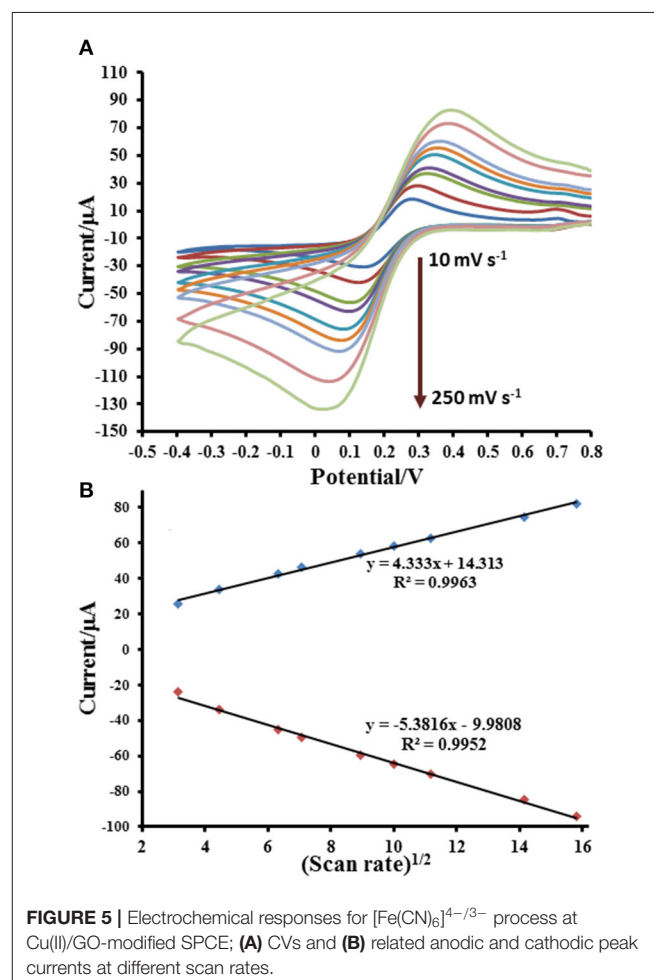 A
110
90
70
50
30
10
-10
-30
-50
-70
-90
-110
-130
-150
Current/µA
10 mV s⁻¹
250 mV s⁻¹
-0.5 -0.4 -0.3 -0.2 -0.1 0 0.1 0.2 0.3 0.4 0.5 0.6 0.7 0.8
Potential/V
B
80
60
40
20
0
-20
-40
-60
-80
-100
Current/µA
y = 4.333x + 14.313
R² = 0.9963
y = -5.3816x - 9.9808
R² = 0.9952
2 4 6 8 10 12 14 16
(Scan rate)¹/²
FIGURE 5 | Electrochemical responses for [Fe(CN)₆]⁴⁻/³⁻ process at
Cu(II)/GO-modified SPCE; (A) CVs and (B) related anodic and cathodic peak
currents at different scan rates.